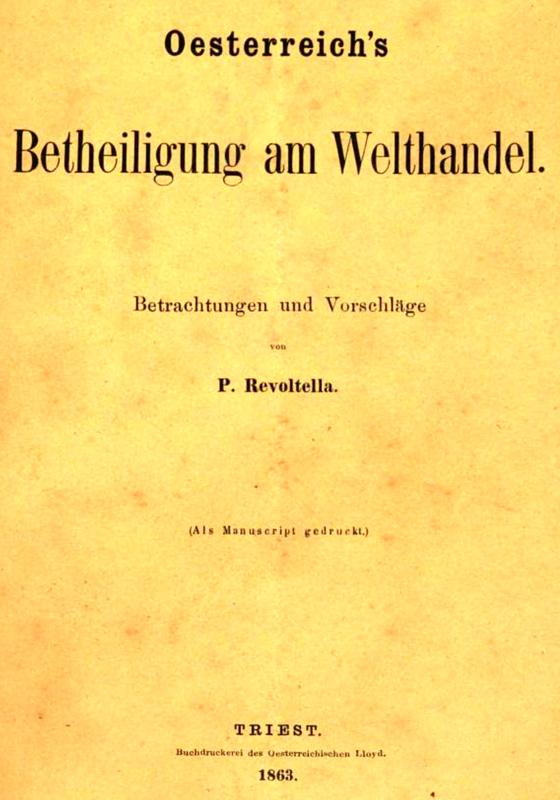 Oesterreich's
Betheiligung am Welthandel.
Betrachtungen und Vorschläge
von
P. Revoltella.
(Als Manuscript gedruckt.)
TRIEST.
Buchdruckerei des Oesterreichischen Lloyd.
1863.